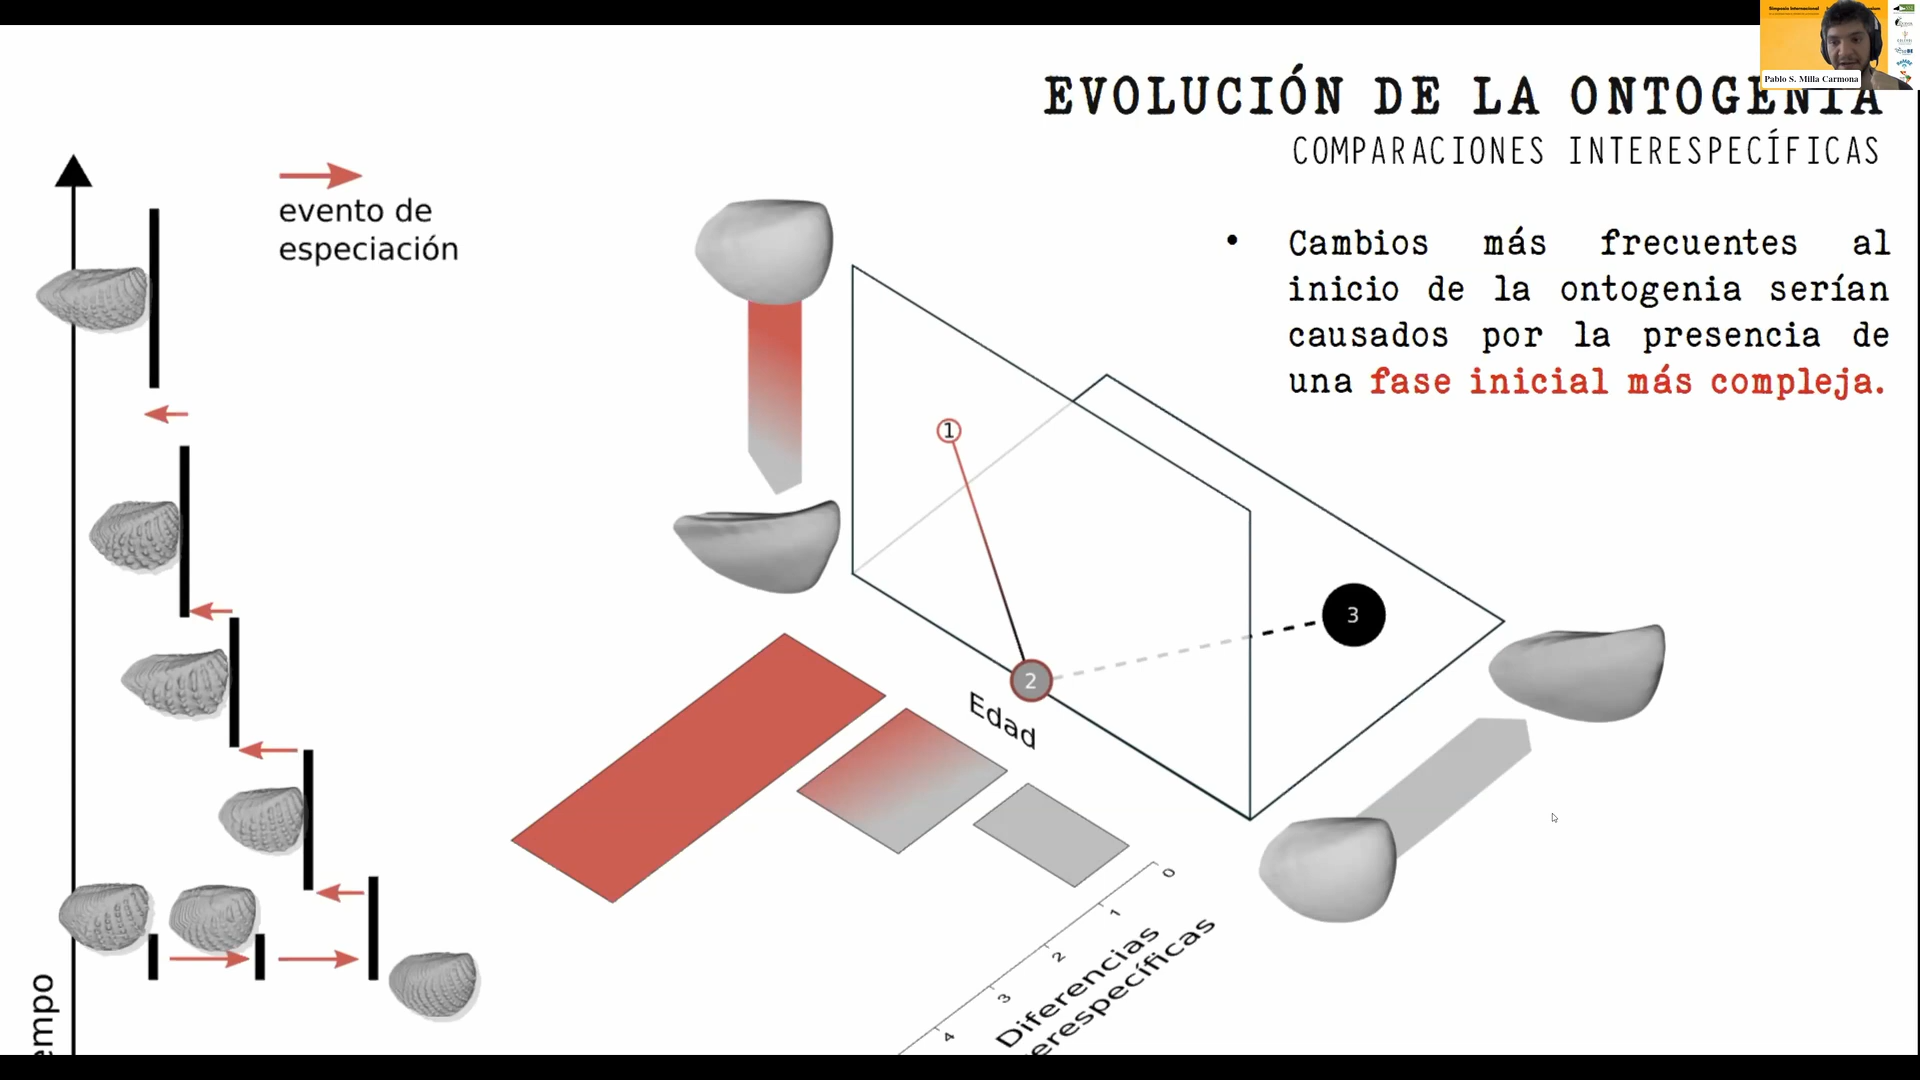 Simposio Internacional
Pablo S. Milla Carmona
EVOLUCIÓN DE LA ONTOGENIA
COMPARACIONES INTERESPECÍFICAS
evento de
especiación
• Cambios más frecuentes al
inicio de la ontogenia serían
causados por la presencia de
una fase inicial más compleja.
1
2
3
Edad
0
1
2
3
4
Diferencias
erespecíficas
empo